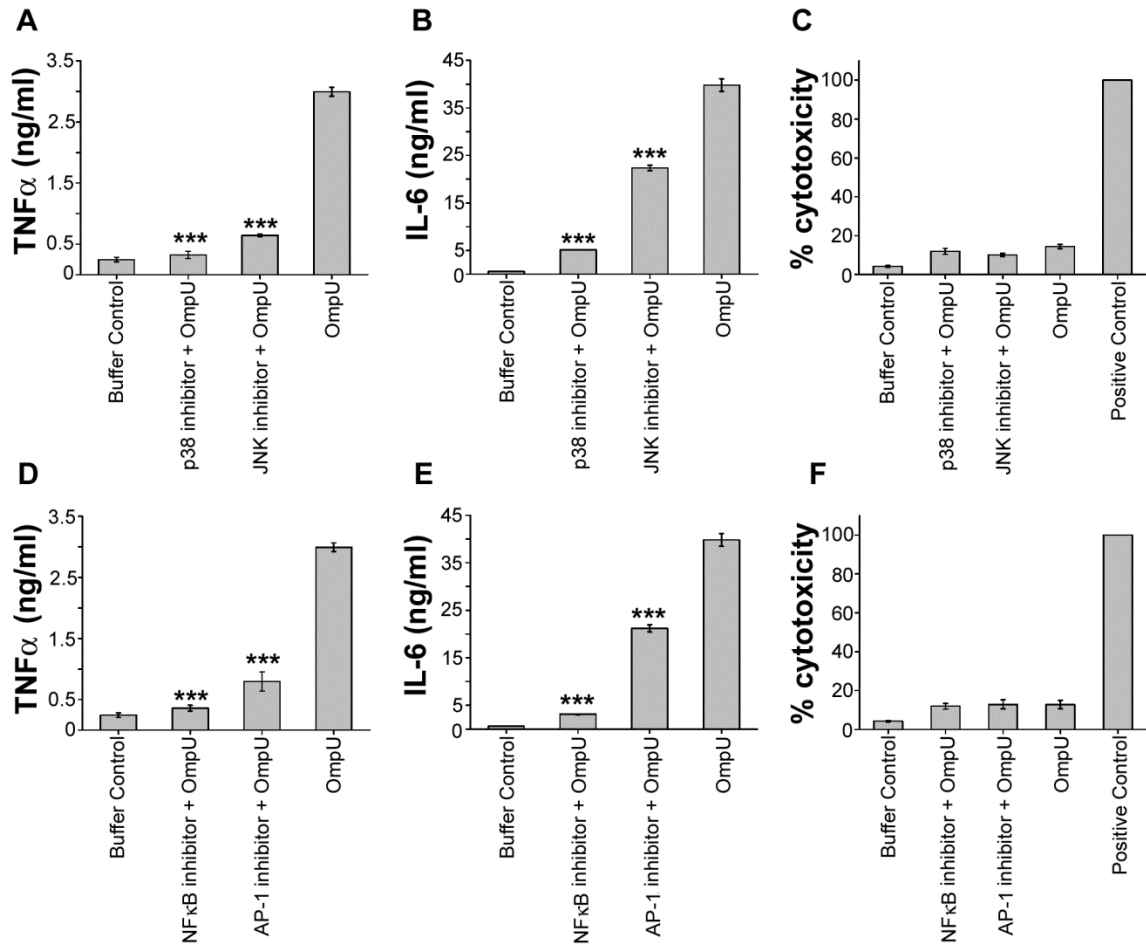 A
TNFα (ng/ml)
3.5
2.5
1.5
0.5
0
***
***
Buffer Control
p38 inhibitor + OmpU
JNK inhibitor + OmpU
OmpU
B
IL-6 (ng/ml)
45
35
25
15
5
0
***
***
Buffer Control
p38 inhibitor + OmpU
JNK inhibitor + OmpU
OmpU
C
% cytotoxicity
100
80
60
40
20
0
Buffer Control
p38 inhibitor + OmpU
JNK inhibitor + OmpU
OmpU
Positive Control
D
TNFα (ng/ml)
3.5
2.5
1.5
0.5
0
***
***
Buffer Control
NFκB inhibitor + OmpU
AP-1 inhibitor + OmpU
OmpU
E
IL-6 (ng/ml)
45
35
25
15
5
0
***
***
Buffer Control
NFκB inhibitor + OmpU
AP-1 inhibitor + OmpU
OmpU
F
% cytotoxicity
100
80
60
40
20
0
Buffer Control
NFκB inhibitor + OmpU
AP-1 inhibitor + OmpU
OmpU
Positive Control